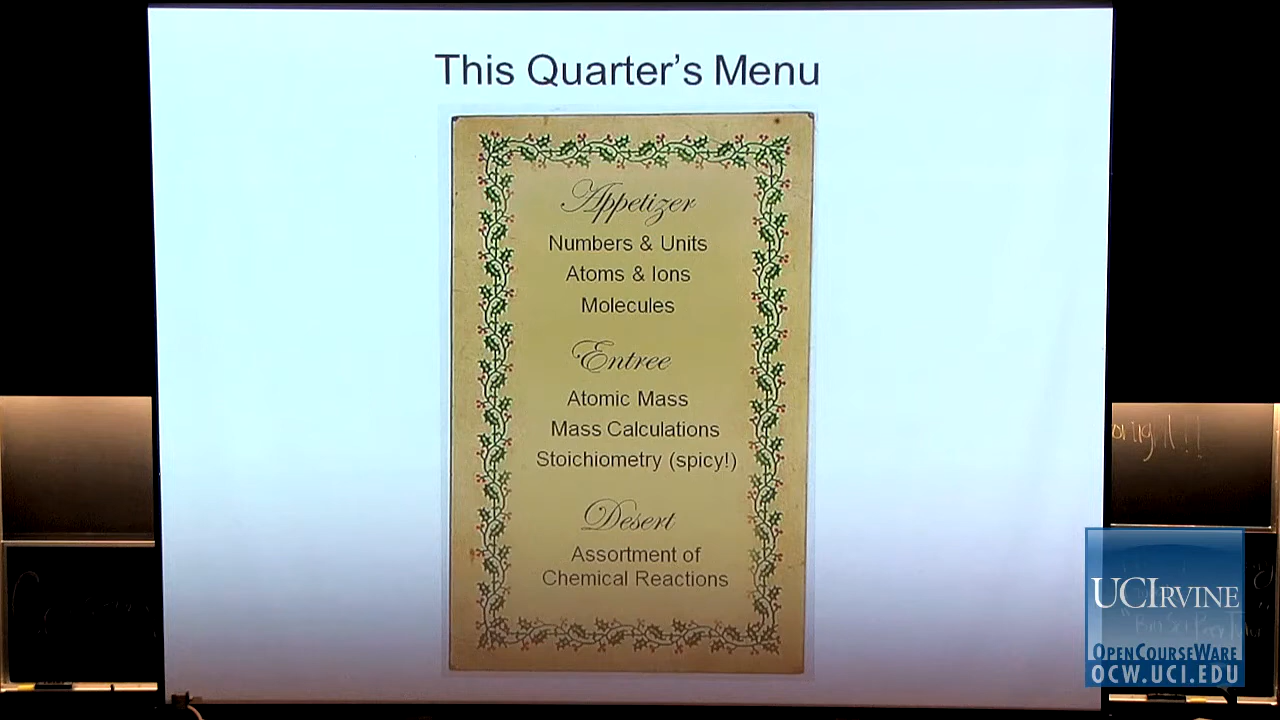 This Quarter's Menu
Appetizer
Numbers & Units
Atoms & Ions
Molecules
Entree
Atomic Mass
Mass Calculations
Stoichiometry (spicy!)
Desert
Assortment of
Chemical Reactions
UCIRVINE
OPENCOURSEWARE
OCW.UCI.EDU